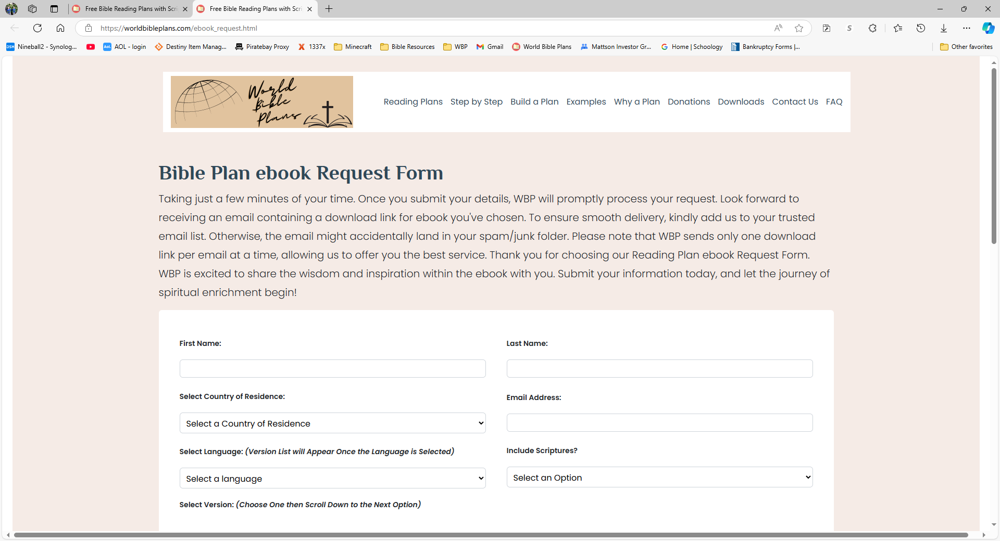 Free Bible Reading Plans with Scri
Free Bible Reading Plans with Scri
https://worldbibleplans.com/ebook_request.html
Nineball2 - Synolog...
AOL - login
Destiny Item Manag...
Piratebay Proxy
1337x
Minecraft
Bible Resources
WBP
Gmail
World Bible Plans
Mattson Investor Gr...
Home | Schoology
Bankruptcy Forms |...
Other favorites
World
Bible
Plans
Reading Plans
Step by Step
Build a Plan
Examples
Why a Plan
Donations
Downloads
Contact Us
FAQ
Bible Plan ebook Request Form
Taking just a few minutes of your time. Once you submit your details, WBP will promptly process your request. Look forward to
receiving an email containing a download link for ebook you've chosen. To ensure smooth delivery, kindly add us to your trusted
email list. Otherwise, the email might accidentally land in your spam/junk folder. Please note that WBP sends only one download
link per email at a time, allowing us to offer you the best service. Thank you for choosing our Reading Plan ebook Request Form.
WBP is excited to share the wisdom and inspiration within the ebook with you. Submit your information today, and let the journey of
spiritual enrichment begin!
First Name:
Last Name:
Select Country of Residence:
Email Address:
Select a Country of Residence
Select Language: (Version List will Appear Once the Language is Selected)
Include Scriptures?
Select a language
Select an Option
Select Version: (Choose One then Scroll Down to the Next Option)